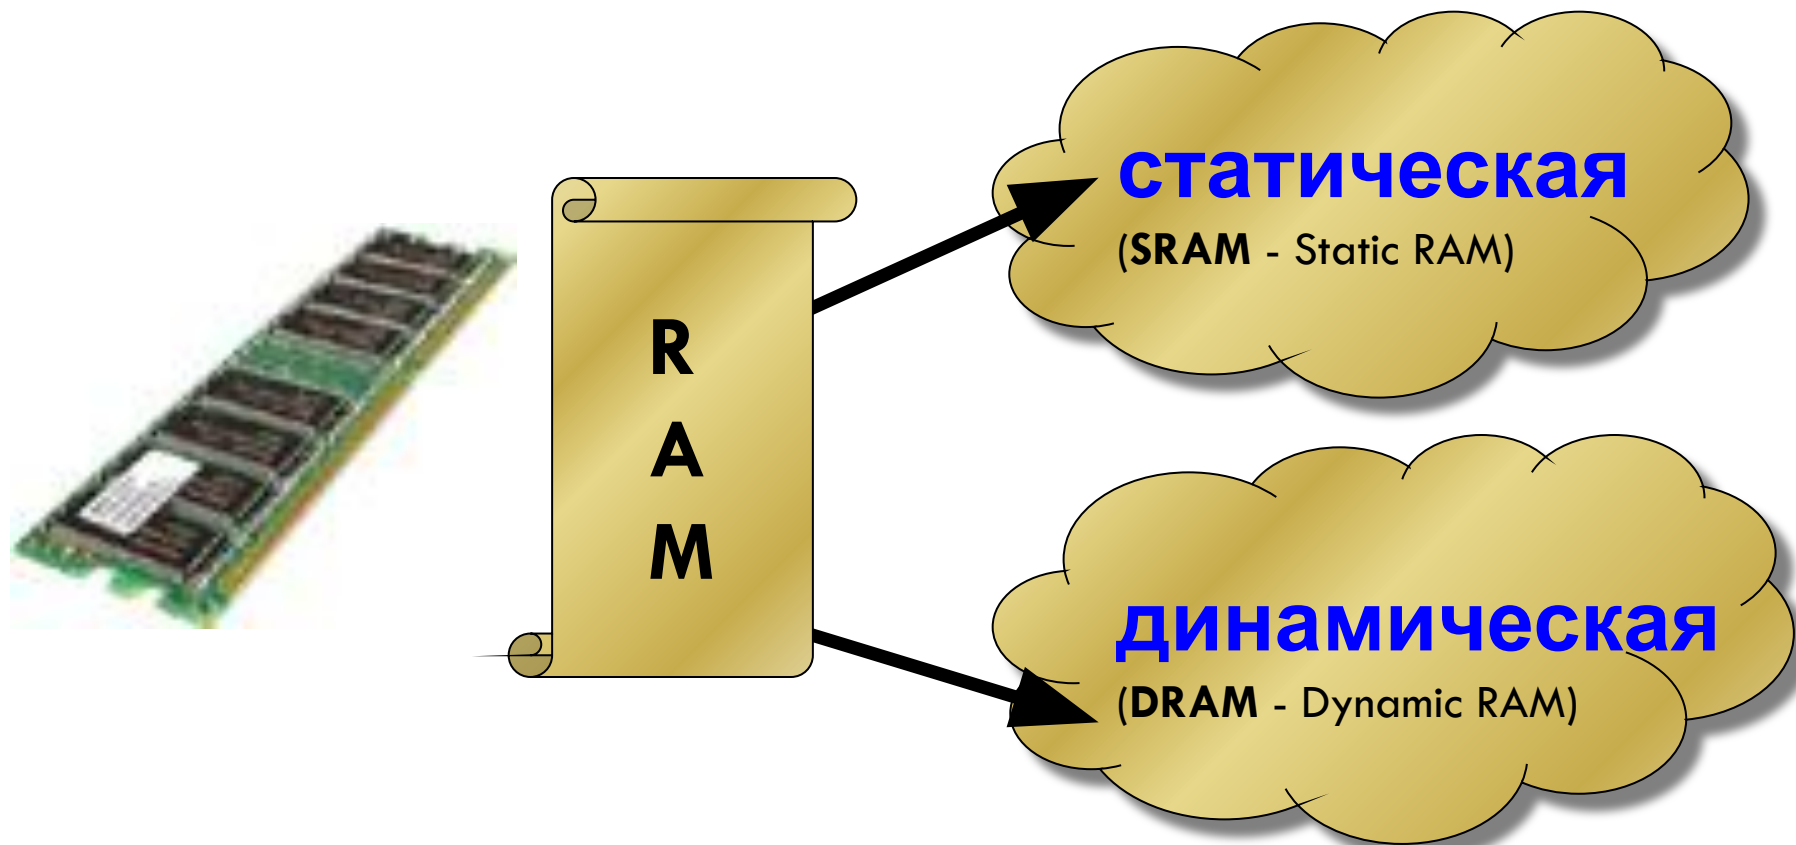 R
A
M
статическая
(SRAM - Static RAM)
динамическая
(DRAM - Dynamic RAM)